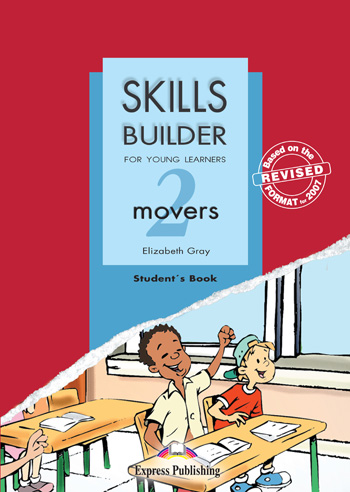 SKILLS
BUILDER
FOR YOUNG LEARNERS
2
movers
Elizabeth Gray
Student's Book
Based on the
REVISED
FORMAT for 2007
Express Publishing